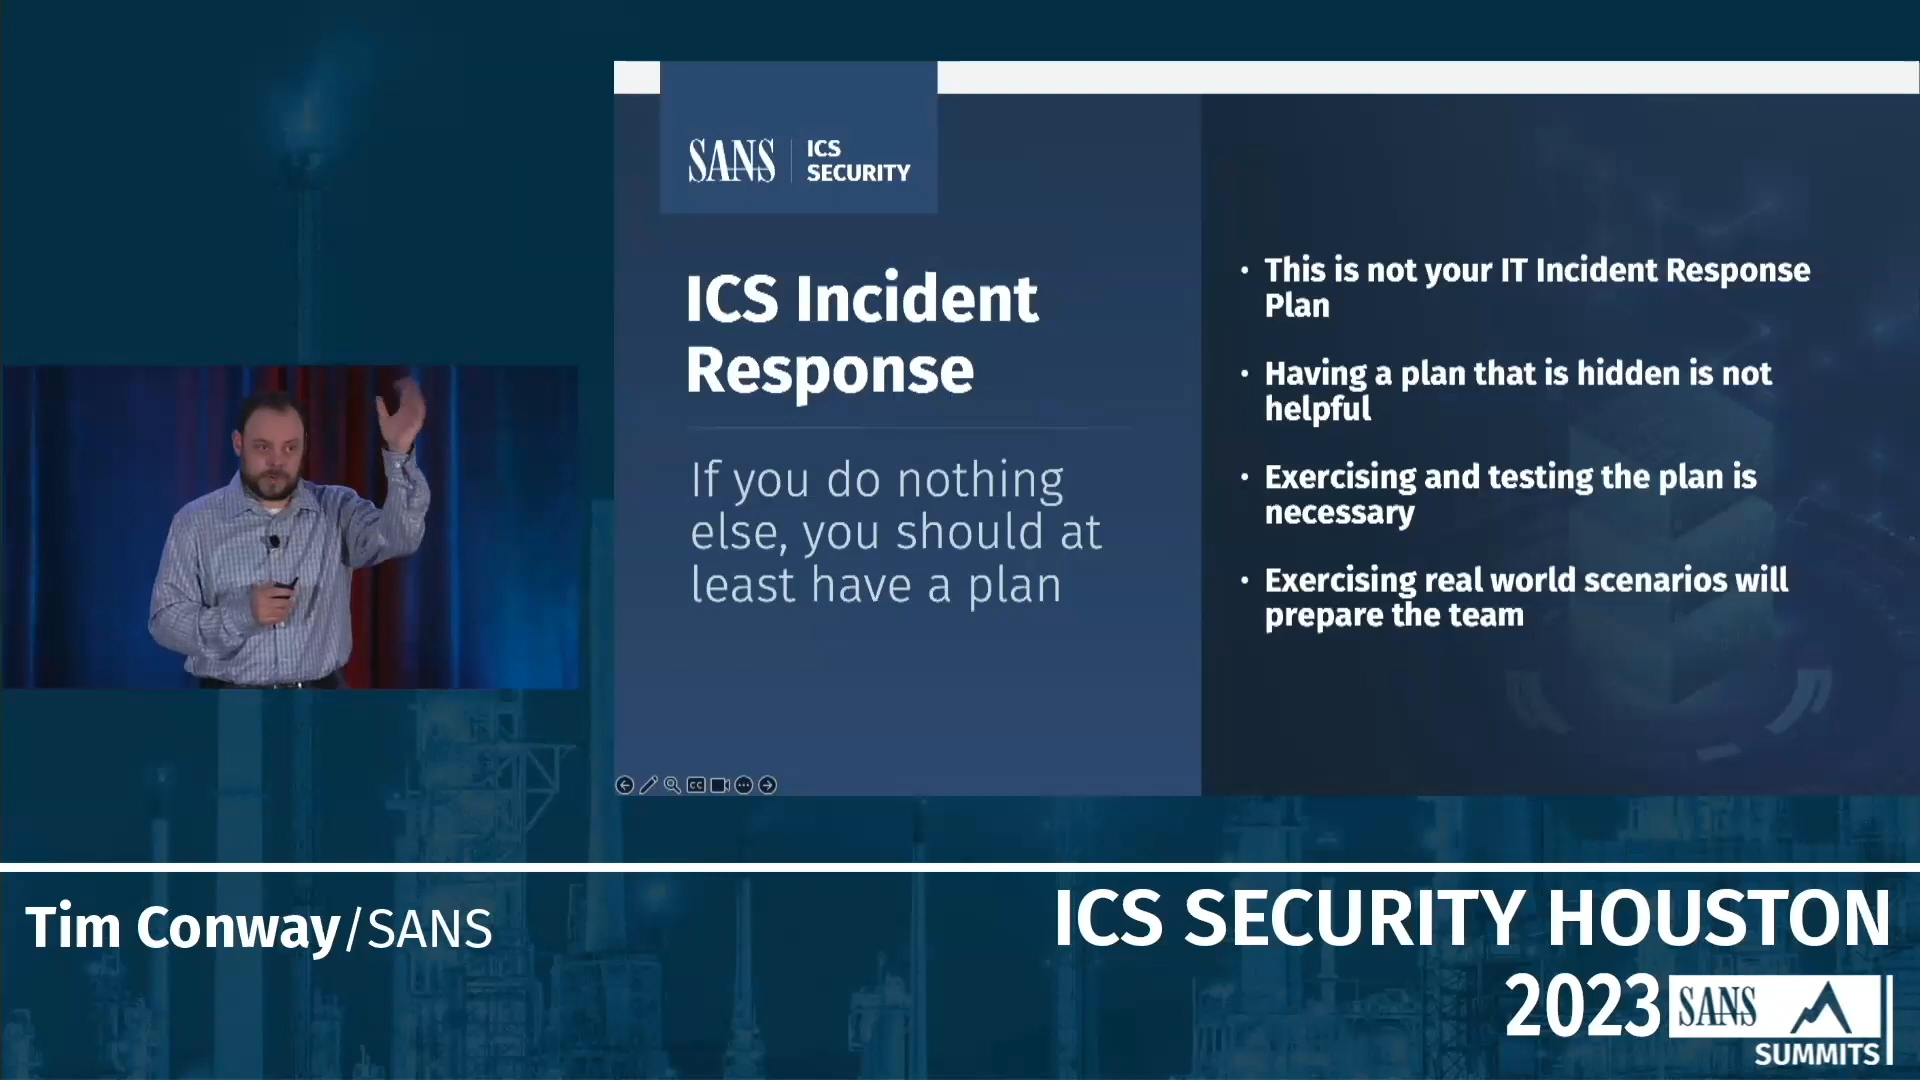 SANS
ICS
SECURITY
ICS Incident
Response
If you do nothing
else, you should at
least have a plan
• This is not your IT Incident Response
Plan
• Having a plan that is hidden is not
helpful
• Exercising and testing the plan is
necessary
• Exercising real world scenarios will
prepare the team
CC
Tim Conway/SANS
ICS SECURITY HOUSTON
2023
SANS
SUMMITS